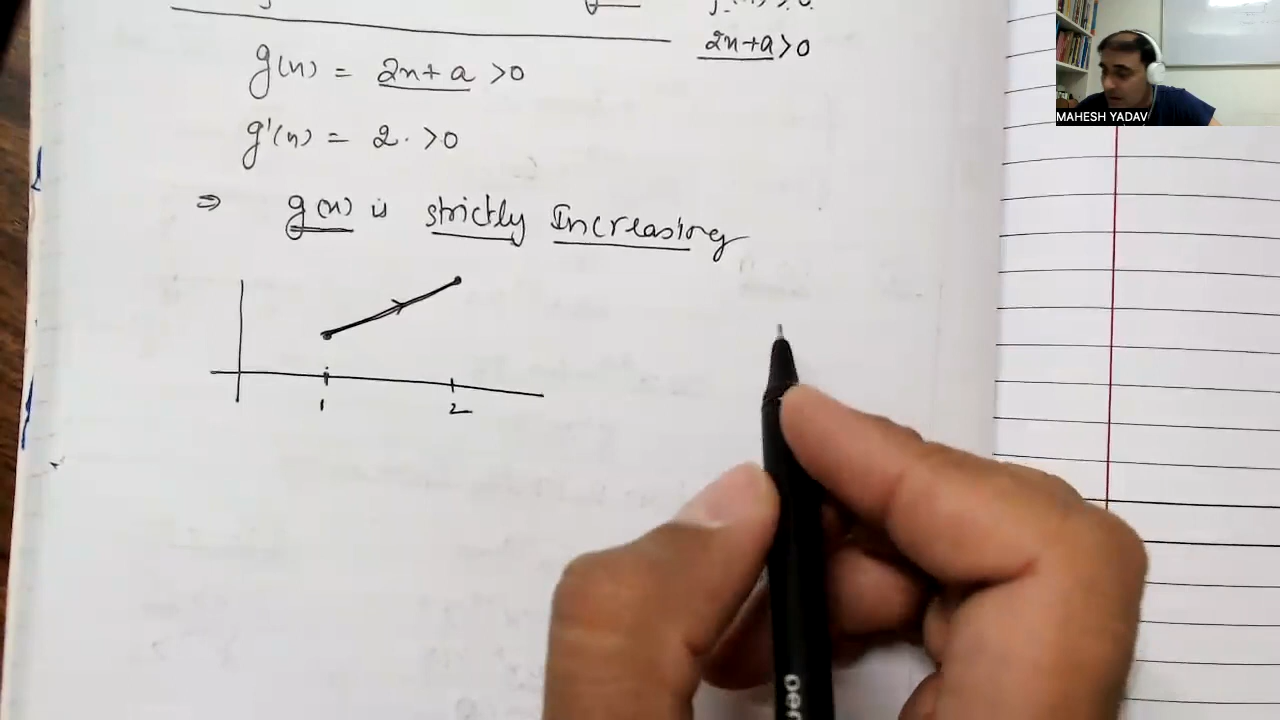 2x+a>0
g(x) = 2x+a >0
g'(x) = 2. >0
⇒ g(x) is strictly Increasing
1 2
MAHESH YADAV